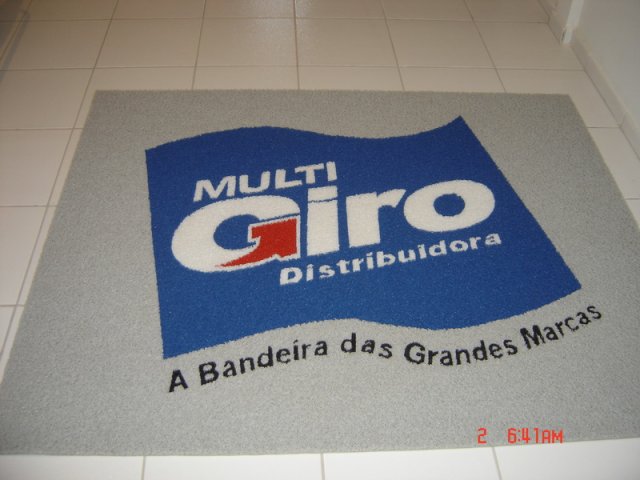 MULTI
Giro
Distribuidora
A Bandeira das Grandes Marcas
2 6:41AM